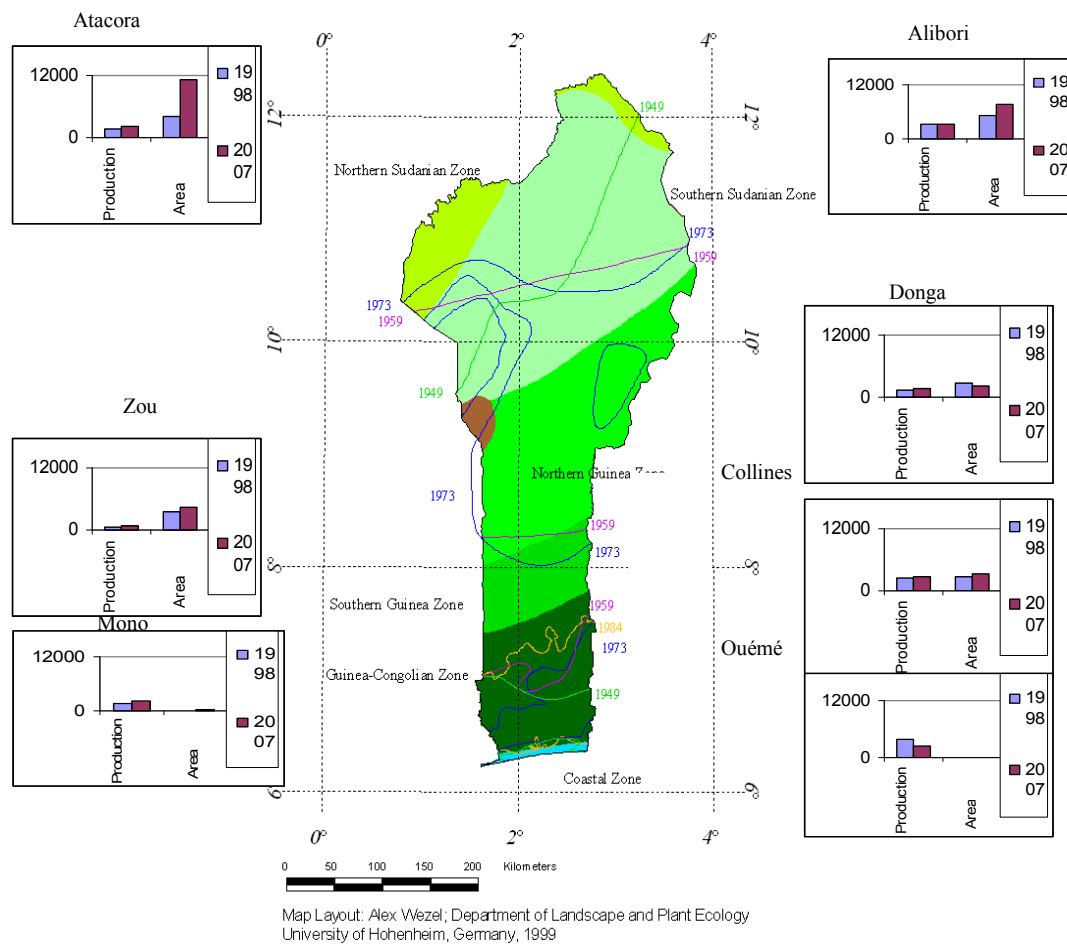 Atacora
12000
0
Production
Area
19
98
20
07
Zou
12000
0
Production
Area
19
98
20
07
Mono
12000
0
Production
Area
19
98
20
07
0°
2°
4°
12°
12°
10°
10°
8
8
6
6
0°
2°
4°
1949
Northern Sudanian Zone
Southern Sudanian Zone
1973
1959
1973
1959
1949
Northern Guinea Zone
1973
1959
1973
Southern Guinea Zone
1959
1984
1973
Guinea-Congolian Zone
1949
Coastal Zone
Alibori
12000
0
Production
Area
19
98
20
07
Donga
12000
0
Production
Area
19
98
20
07
Collines
12000
0
Production
Area
19
98
20
07
Ouémé
12000
0
Production
Area
19
98
20
07
0 50 100 150 200 Kilometers
Map Layout: Alex Wezel; Department of Landscape and Plant Ecology
University of Hohenheim, Germany, 1999